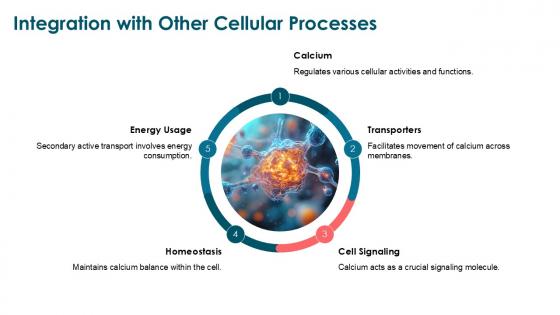 Integration with Other Cellular Processes
Calcium
Regulates various cellular activities and functions.
1
Transporters
2
Facilitates movement of calcium across
membranes.
3
Cell Signaling
Calcium acts as a crucial signaling molecule.
4
Homeostasis
Maintains calcium balance within the cell.
5
Energy Usage
Secondary active transport involves energy
consumption.